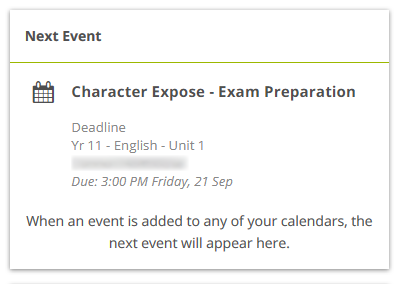 Next Event
Character Expose - Exam Preparation
Deadline
Yr 11 - English - Unit 1
Due: 3:00 PM Friday, 21 Sep
When an event is added to any of your calendars, the
next event will appear here.